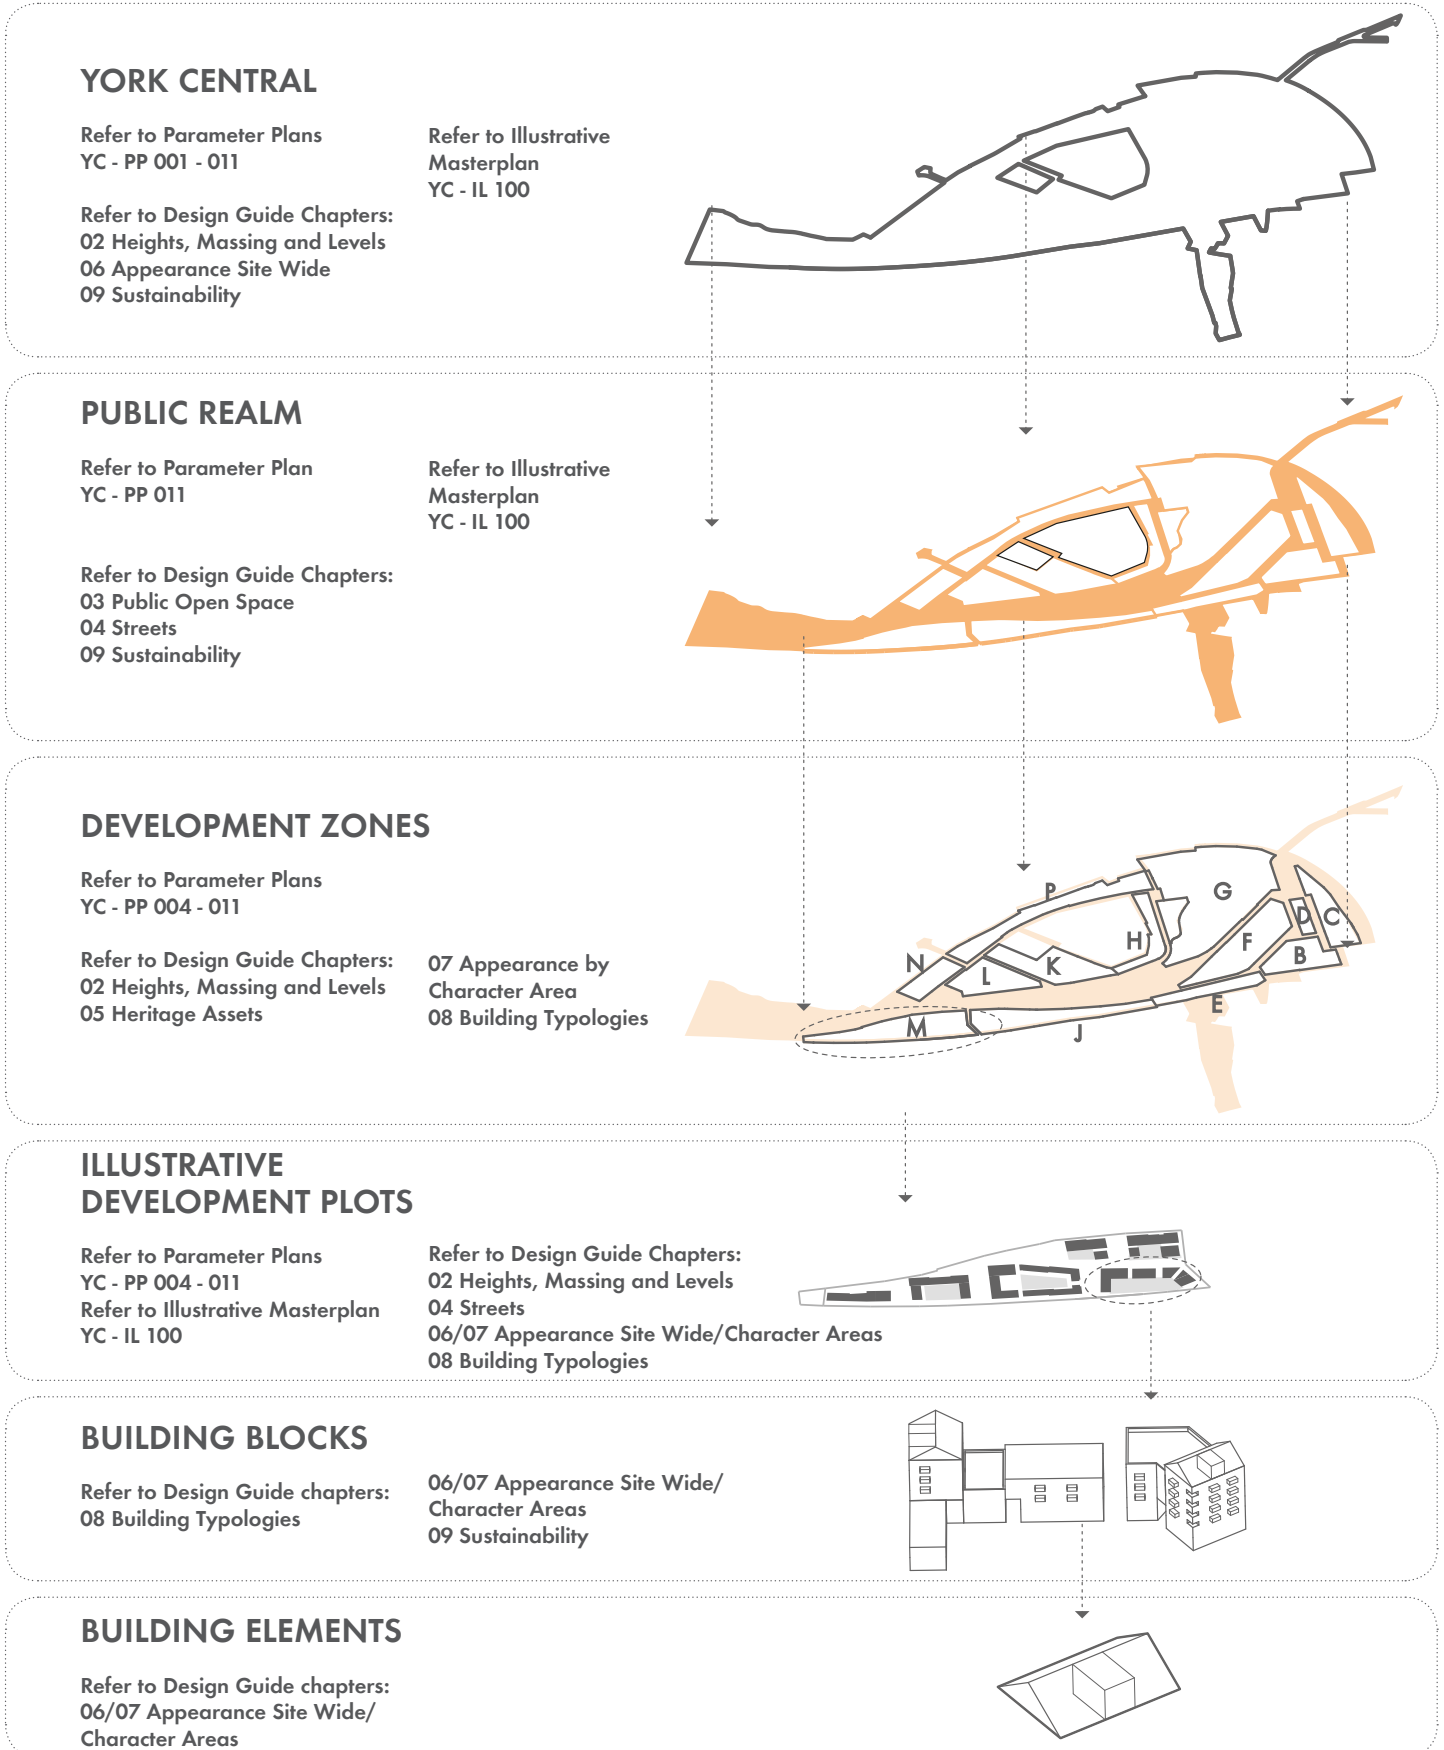 YORK CENTRAL
Refer to Parameter Plans
YC - PP 001 - 011
Refer to Design Guide Chapters:
02 Heights, Massing and Levels
06 Appearance Site Wide
09 Sustainability
Refer to Illustrative
Masterplan
YC - IL 100
PUBLIC REALM
Refer to Parameter Plan
YC - PP 011
Refer to Design Guide Chapters:
03 Public Open Space
04 Streets
09 Sustainability
Refer to Illustrative
Masterplan
YC - IL 100
DEVELOPMENT ZONES
Refer to Parameter Plans
YC - PP 004 - 011
Refer to Design Guide Chapters:
02 Heights, Massing and Levels
05 Heritage Assets
07 Appearance by
Character Area
08 Building Typologies
P
G
D
C
H
F
B
N
L
K
E
M
J
ILLUSTRATIVE
DEVELOPMENT PLOTS
Refer to Parameter Plans
YC - PP 004 - 011
Refer to Illustrative Masterplan
YC - IL 100
Refer to Design Guide Chapters:
02 Heights, Massing and Levels
04 Streets
06/07 Appearance Site Wide/Character Areas
08 Building Typologies
BUILDING BLOCKS
Refer to Design Guide chapters:
08 Building Typologies
06/07 Appearance Site Wide/
Character Areas
09 Sustainability
BUILDING ELEMENTS
Refer to Design Guide chapters:
06/07 Appearance Site Wide/
Character Areas